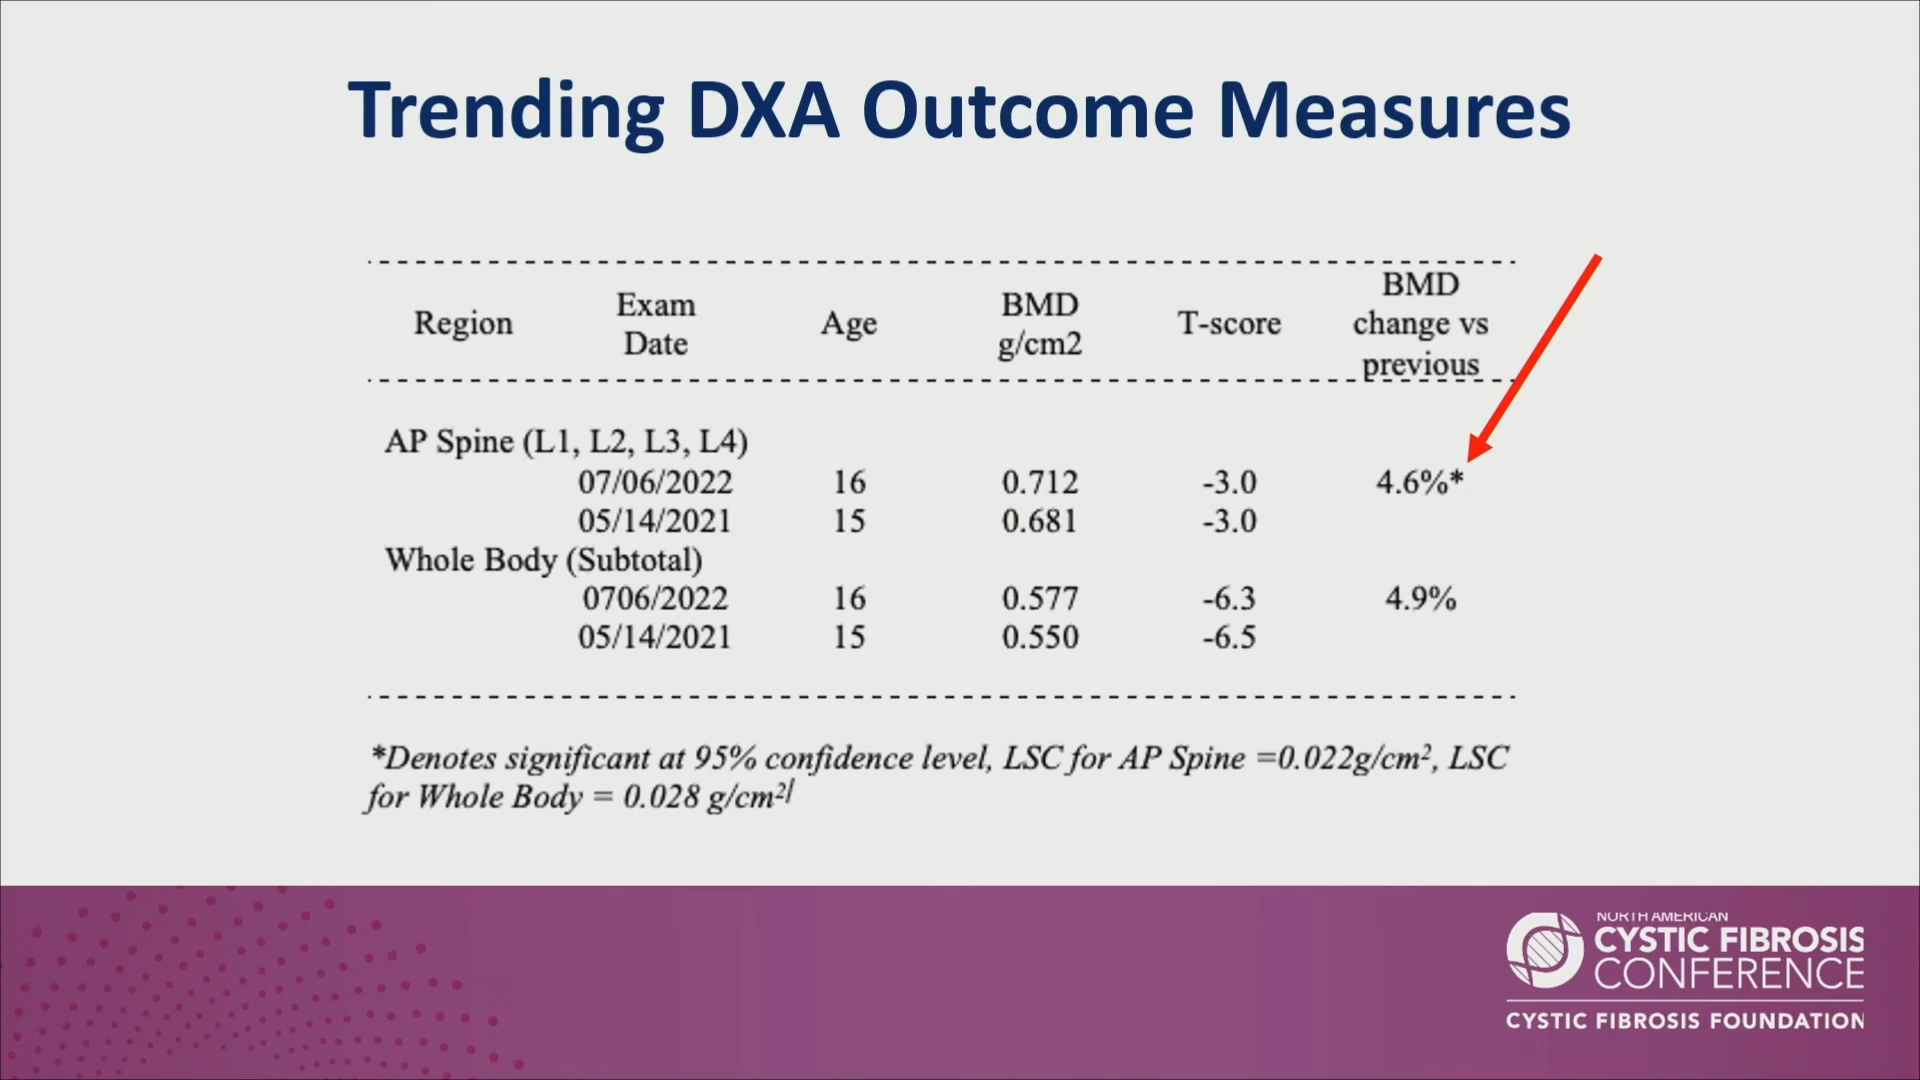 Trending DXA Outcome Measures
Region Exam Date Age BMD g/cm2 T-score BMD change vs previous
AP Spine (L1, L2, L3, L4)
07/06/2022 16 0.712 -3.0 4.6%*
05/14/2021 15 0.681 -3.0
Whole Body (Subtotal)
0706/2022 16 0.577 -6.3 4.9%
05/14/2021 15 0.550 -6.5
*Denotes significant at 95% confidence level, LSC for AP Spine =0.022g/cm², LSC
for Whole Body = 0.028 g/cm²
NORTH AMERICAN
CYSTIC FIBROSIS
CONFERENCE
CYSTIC FIBROSIS FOUNDATION